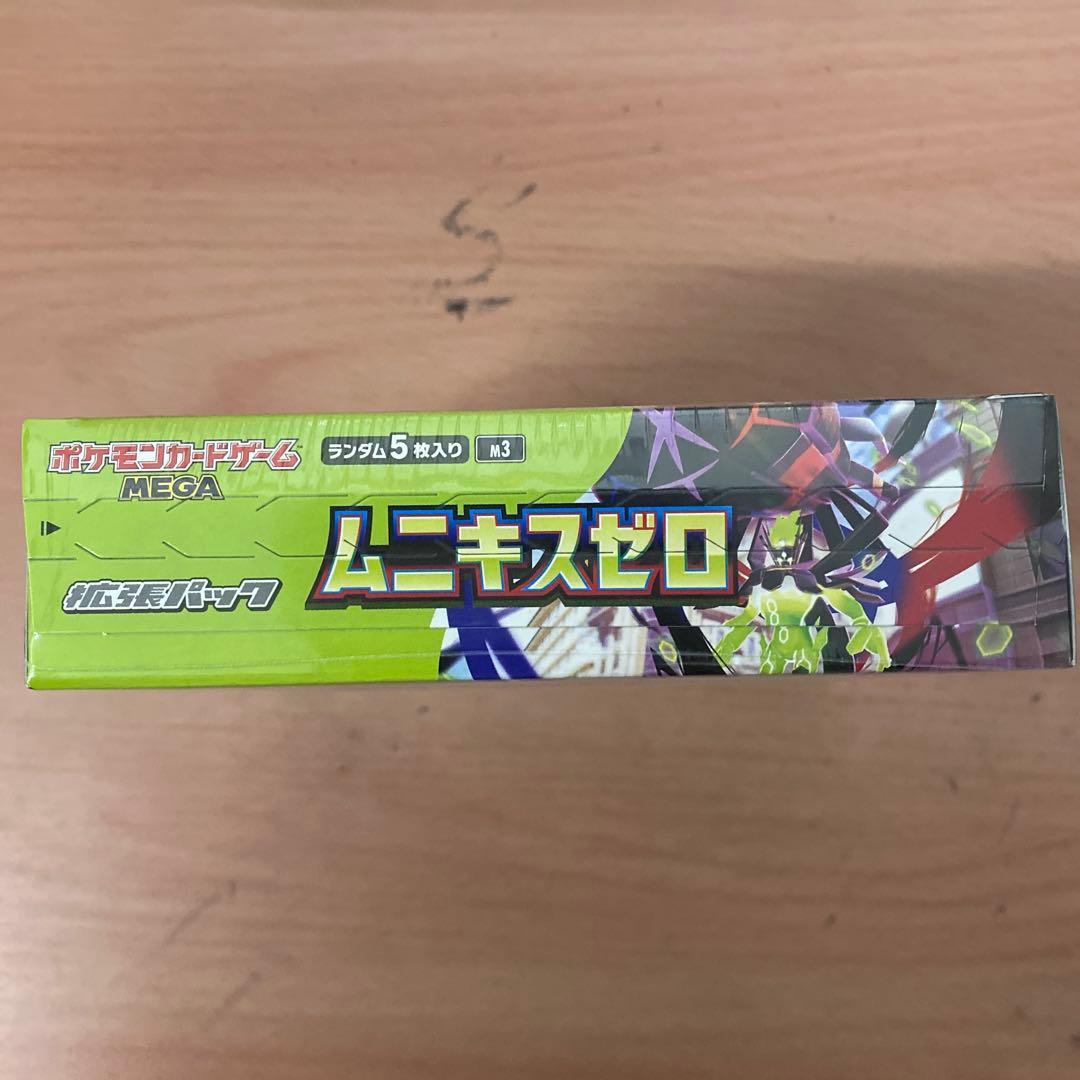 ポケモンカードゲーム
MEGA
ランダム5枚入り M3
ムニキスゼロ
拡張パック